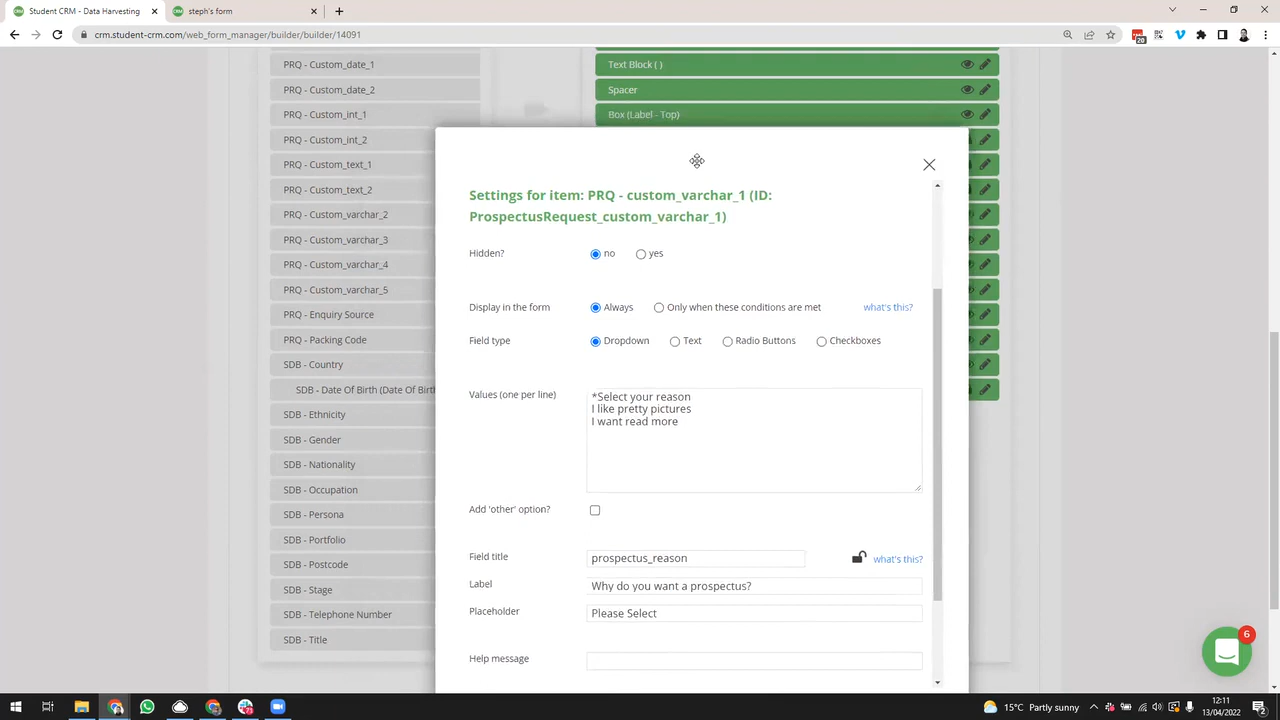 Student CRM - Data Harvesting
steph's form
crm.student-crm.com/web_form_manager/builder/builder/14091
20
PRQ - Custom_date_1
PRQ - Custom_date_2
PRQ - Custom_int_1
PRQ - Custom_int_2
PRQ - Custom_text_1
PRQ - Custom_text_2
PRQ - Custom_varchar_2
PRQ - Custom_varchar_3
PRQ - Custom_varchar_4
PRQ - Custom_varchar_5
PRQ - Enquiry Source
PRQ - Packing Code
SDB - Country
SDB - Date Of Birth (Date Of Birt
SDB - Ethnicity
SDB - Gender
SDB - Nationality
SDB - Occupation
SDB - Persona
SDB - Portfolio
SDB - Postcode
SDB - Stage
SDB - Telephone Number
SDB - Title
Text Block ( )
Spacer
Box (Label - Top)
Settings for item: PRQ - custom_varchar_1 (ID:
ProspectusRequest_custom_varchar_1)
Hidden? no yes
Display in the form Always Only when these conditions are met what's this?
Field type Dropdown Text Radio Buttons Checkboxes
Values (one per line)
*Select your reason
I like pretty pictures
I want read more
Add 'other' option?
Field title prospectus_reason what's this?
Label Why do you want a prospectus?
Placeholder Please Select
Help message
6
15°C Partly sunny
12:11
13/04/2022
2